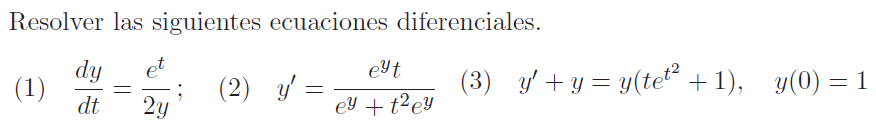 Resolver las siguientes ecuaciones diferenciales.
(1) dy/dt = e^t/2y; (2) y′ = e^y t/(e^y + t^2 e^y) (3) y′ + y = y(te^{t^2} + 1), y(0) = 1